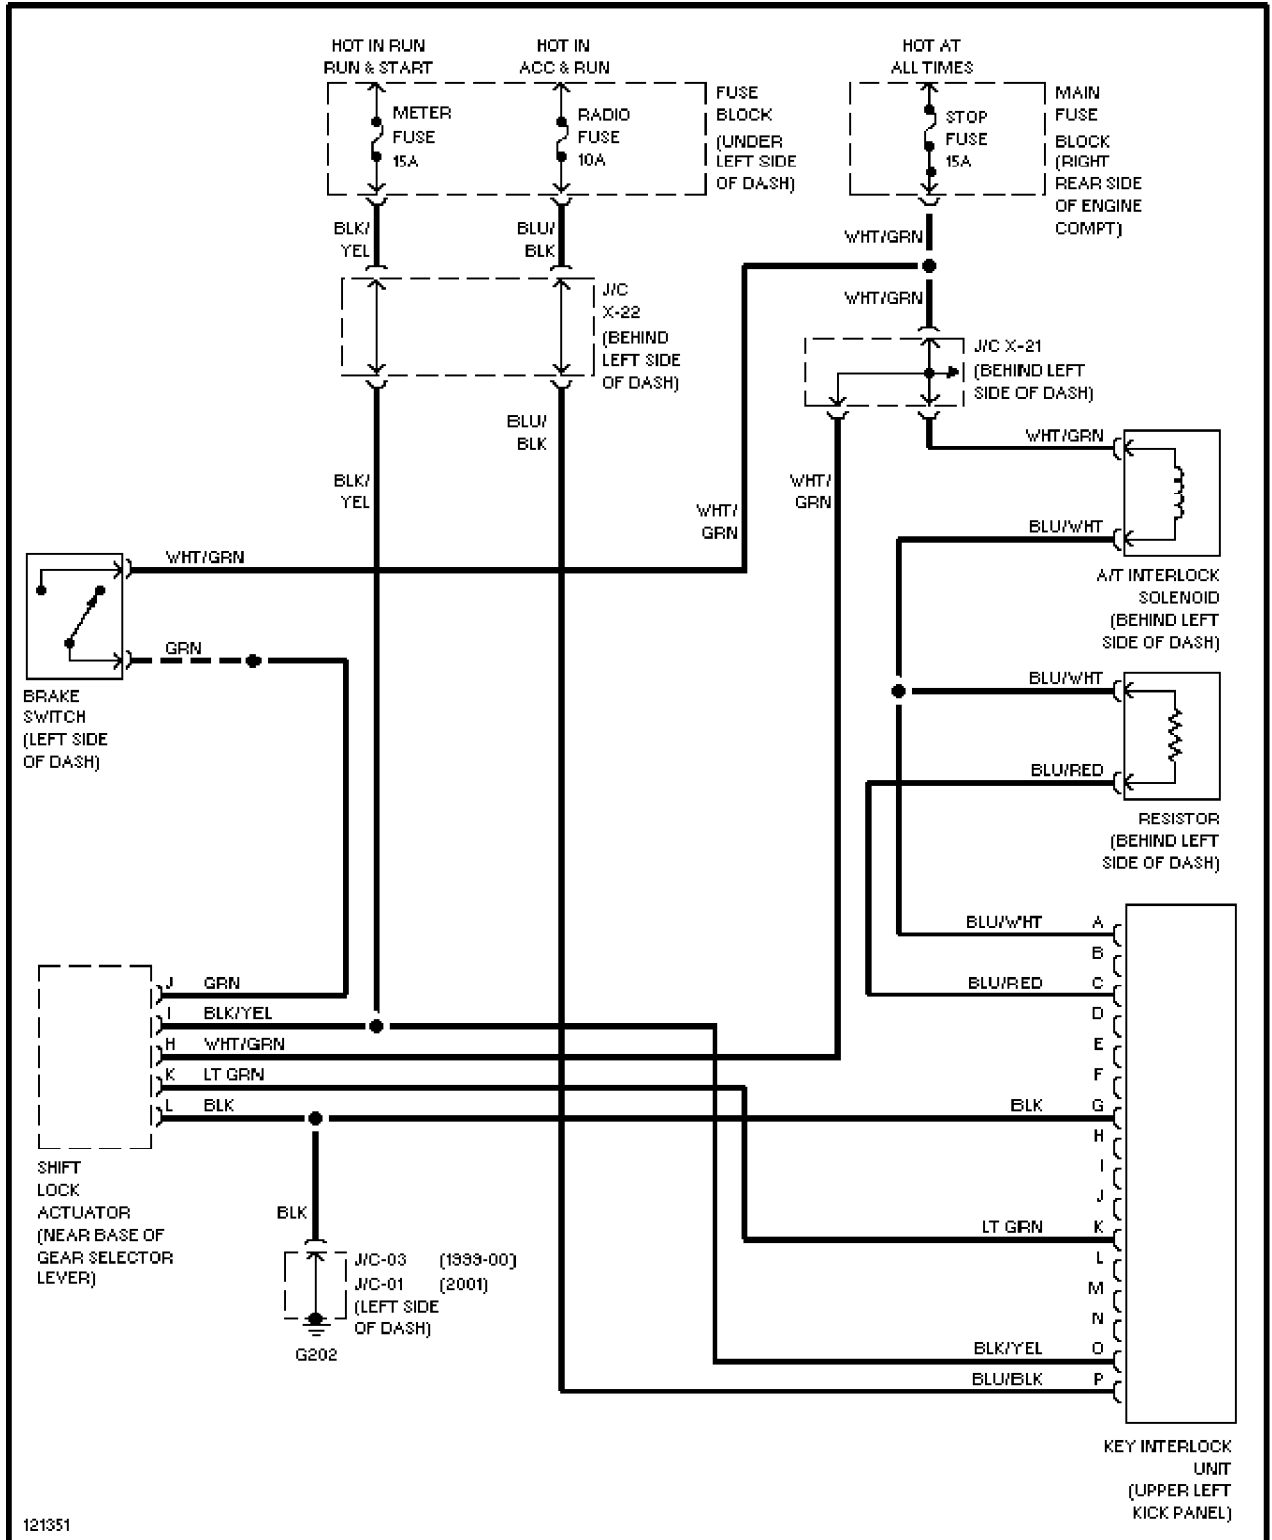 HOT IN RUN
RUN & START
HOT IN
ACC & RUN
HOT AT
ALL TIMES
METER
FUSE
15A
RADIO
FUSE
10A
FUSE
BLOCK
(UNDER
LEFT SIDE
OF DASH)
STOP
FUSE
15A
MAIN
FUSE
BLOCK
(RIGHT
REAR SIDE
OF ENGINE
COMPT)
BLK/
YEL
BLU/
BLK
WHT/GRN
WHT/GRN
J/C
X-22
(BEHIND
LEFT SIDE
OF DASH)
J/C X-21
(BEHIND LEFT
SIDE OF DASH)
BLU/
BLK
BLK/
YEL
WHT/
GRN
WHT/
GRN
WHT/GRN
BLU/WHT
A/T INTERLOCK
SOLENOID
(BEHIND LEFT
SIDE OF DASH)
WHT/GRN
GRN
BRAKE
SWITCH
(LEFT SIDE
OF DASH)
BLU/WHT
BLU/RED
RESISTOR
(BEHIND LEFT
SIDE OF DASH)
J GRN
I BLK/YEL
H WHT/GRN
K LT GRN
L BLK
SHIFT
LOCK
ACTUATOR
(NEAR BASE OF
GEAR SELECTOR
LEVER)
BLK
J/C-03 (1999-00)
J/C-01 (2001)
(LEFT SIDE
OF DASH)
G202
BLU/WHT A
B
BLU/RED C
D
E
F
BLK G
H
I
J
LT GRN K
L
M
N
BLK/YEL O
BLU/BLK P
KEY INTERLOCK
UNIT
(UPPER LEFT
KICK PANEL)
121351